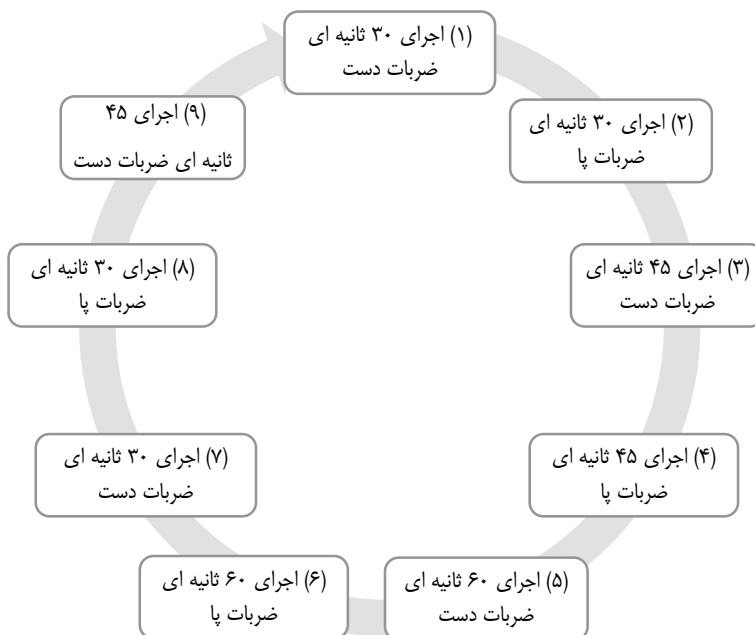 (۱) اجرای ۳۰ ثانیه ای
ضربات دست
(۲) اجرای ۳۰ ثانیه ای
ضربات پا
(۳) اجرای ۴۵ ثانیه ای
ضربات دست
(۴) اجرای ۴۵ ثانیه ای
ضربات پا
(۵) اجرای ۶۰ ثانیه ای
ضربات دست
(۶) اجرای ۶۰ ثانیه ای
ضربات پا
(۷) اجرای ۳۰ ثانیه ای
ضربات دست
(۸) اجرای ۳۰ ثانیه ای
ضربات پا
(۹) اجرای ۴۵
ثانیه ای ضربات دست